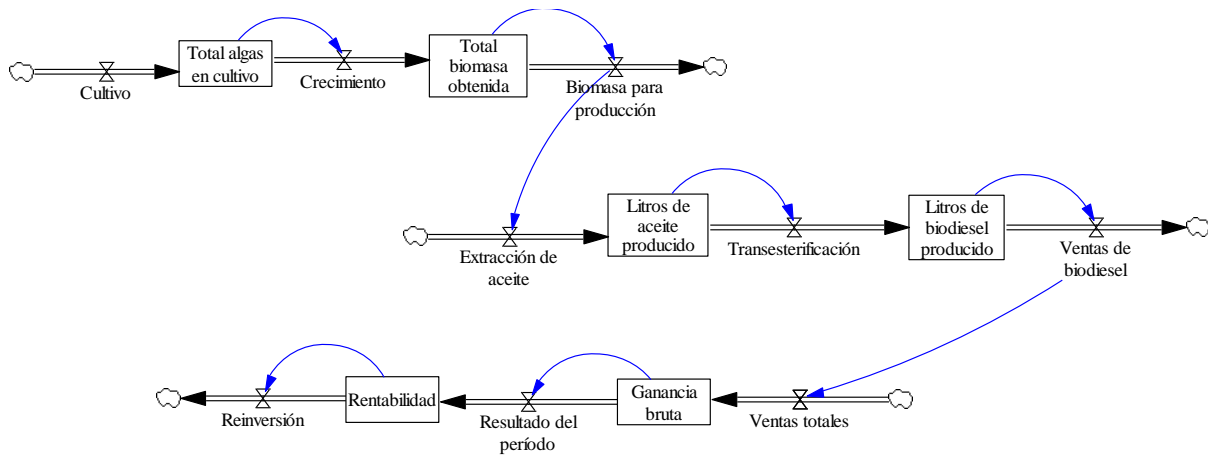 Total algas
en cultivo
Total
biomasa
obtenida
Cultivo
Crecimiento
Biomasa para
producción
Litros de
aceite
producido
Litros de
biodiesel
producido
Extracción de
aceite
Transesterificación
Ventas de
biodiesel
Rentabilidad
Ganancia
bruta
Reinversión
Resultado del
período
Ventas totales